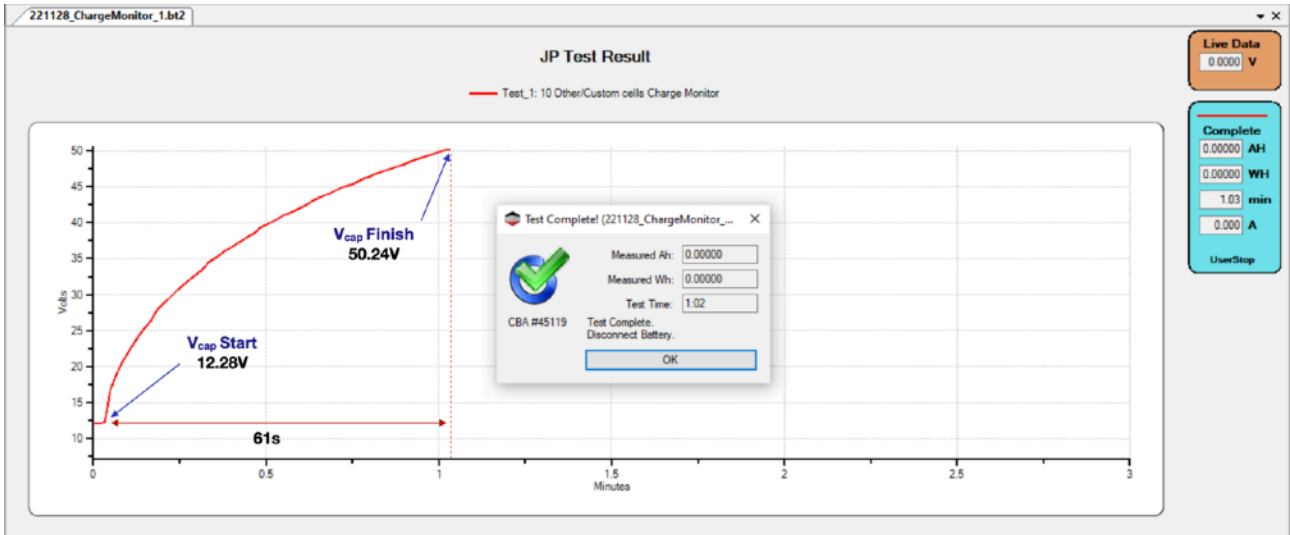 221128_ChargeMonitor_1.bt2
JP Test Result
Test_1: 10 Other/Custom cells Charge Monitor
Live Data
0.0000 V
Complete
0.00000 AH
0.00000 WH
1.03 min
0.000 A
UserStop
50
45
40
35
30
25
20
15
10
Volts
Vcap Finish
50.24V
Vcap Start
12.28V
61s
Test Complete! (221128_ChargeMonitor_...
Measured Ah: 0.00000
Measured Wh: 0.00000
Test Time: 1:02
CBA #45119
Test Complete.
Disconnect Battery.
OK
0 0.5 1 1.5 2 2.5 3
Minutes